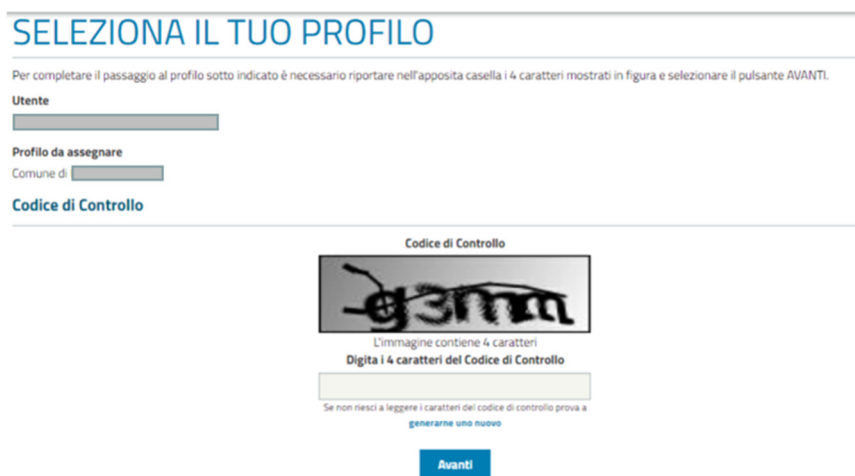 SELEZIONA IL TUO PROFILO
Per completare il passaggio al profilo sotto indicato è necessario riportare nell'apposita casella i 4 caratteri mostrati in figura e selezionare il pulsante AVANTI.
Utente
Profilo da assegnare
Comune di
Codice di Controllo
Codice di Controllo
g3mm
L'immagine contiene 4 caratteri
Digita i 4 caratteri del Codice di Controllo
Se non riesci a leggere i caratteri del codice di controllo prova a
generarne uno nuovo
Avanti